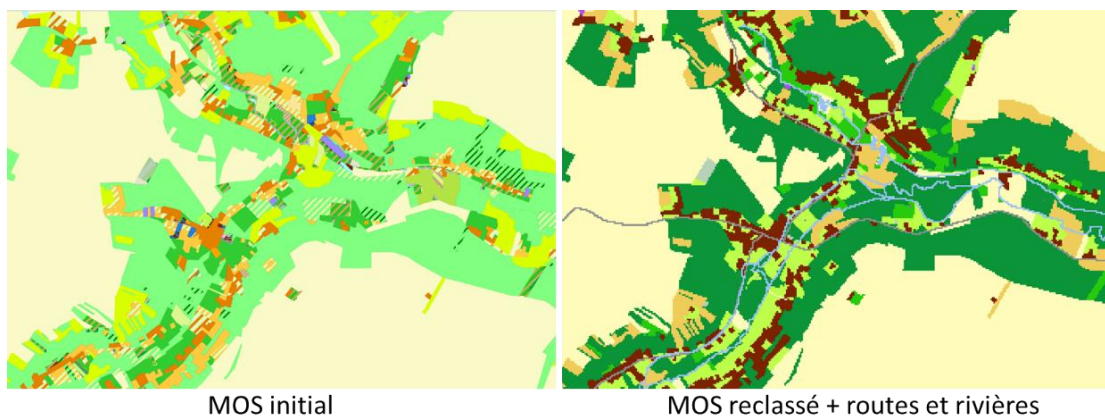 MOS initial
MOS reclassé + routes et rivières